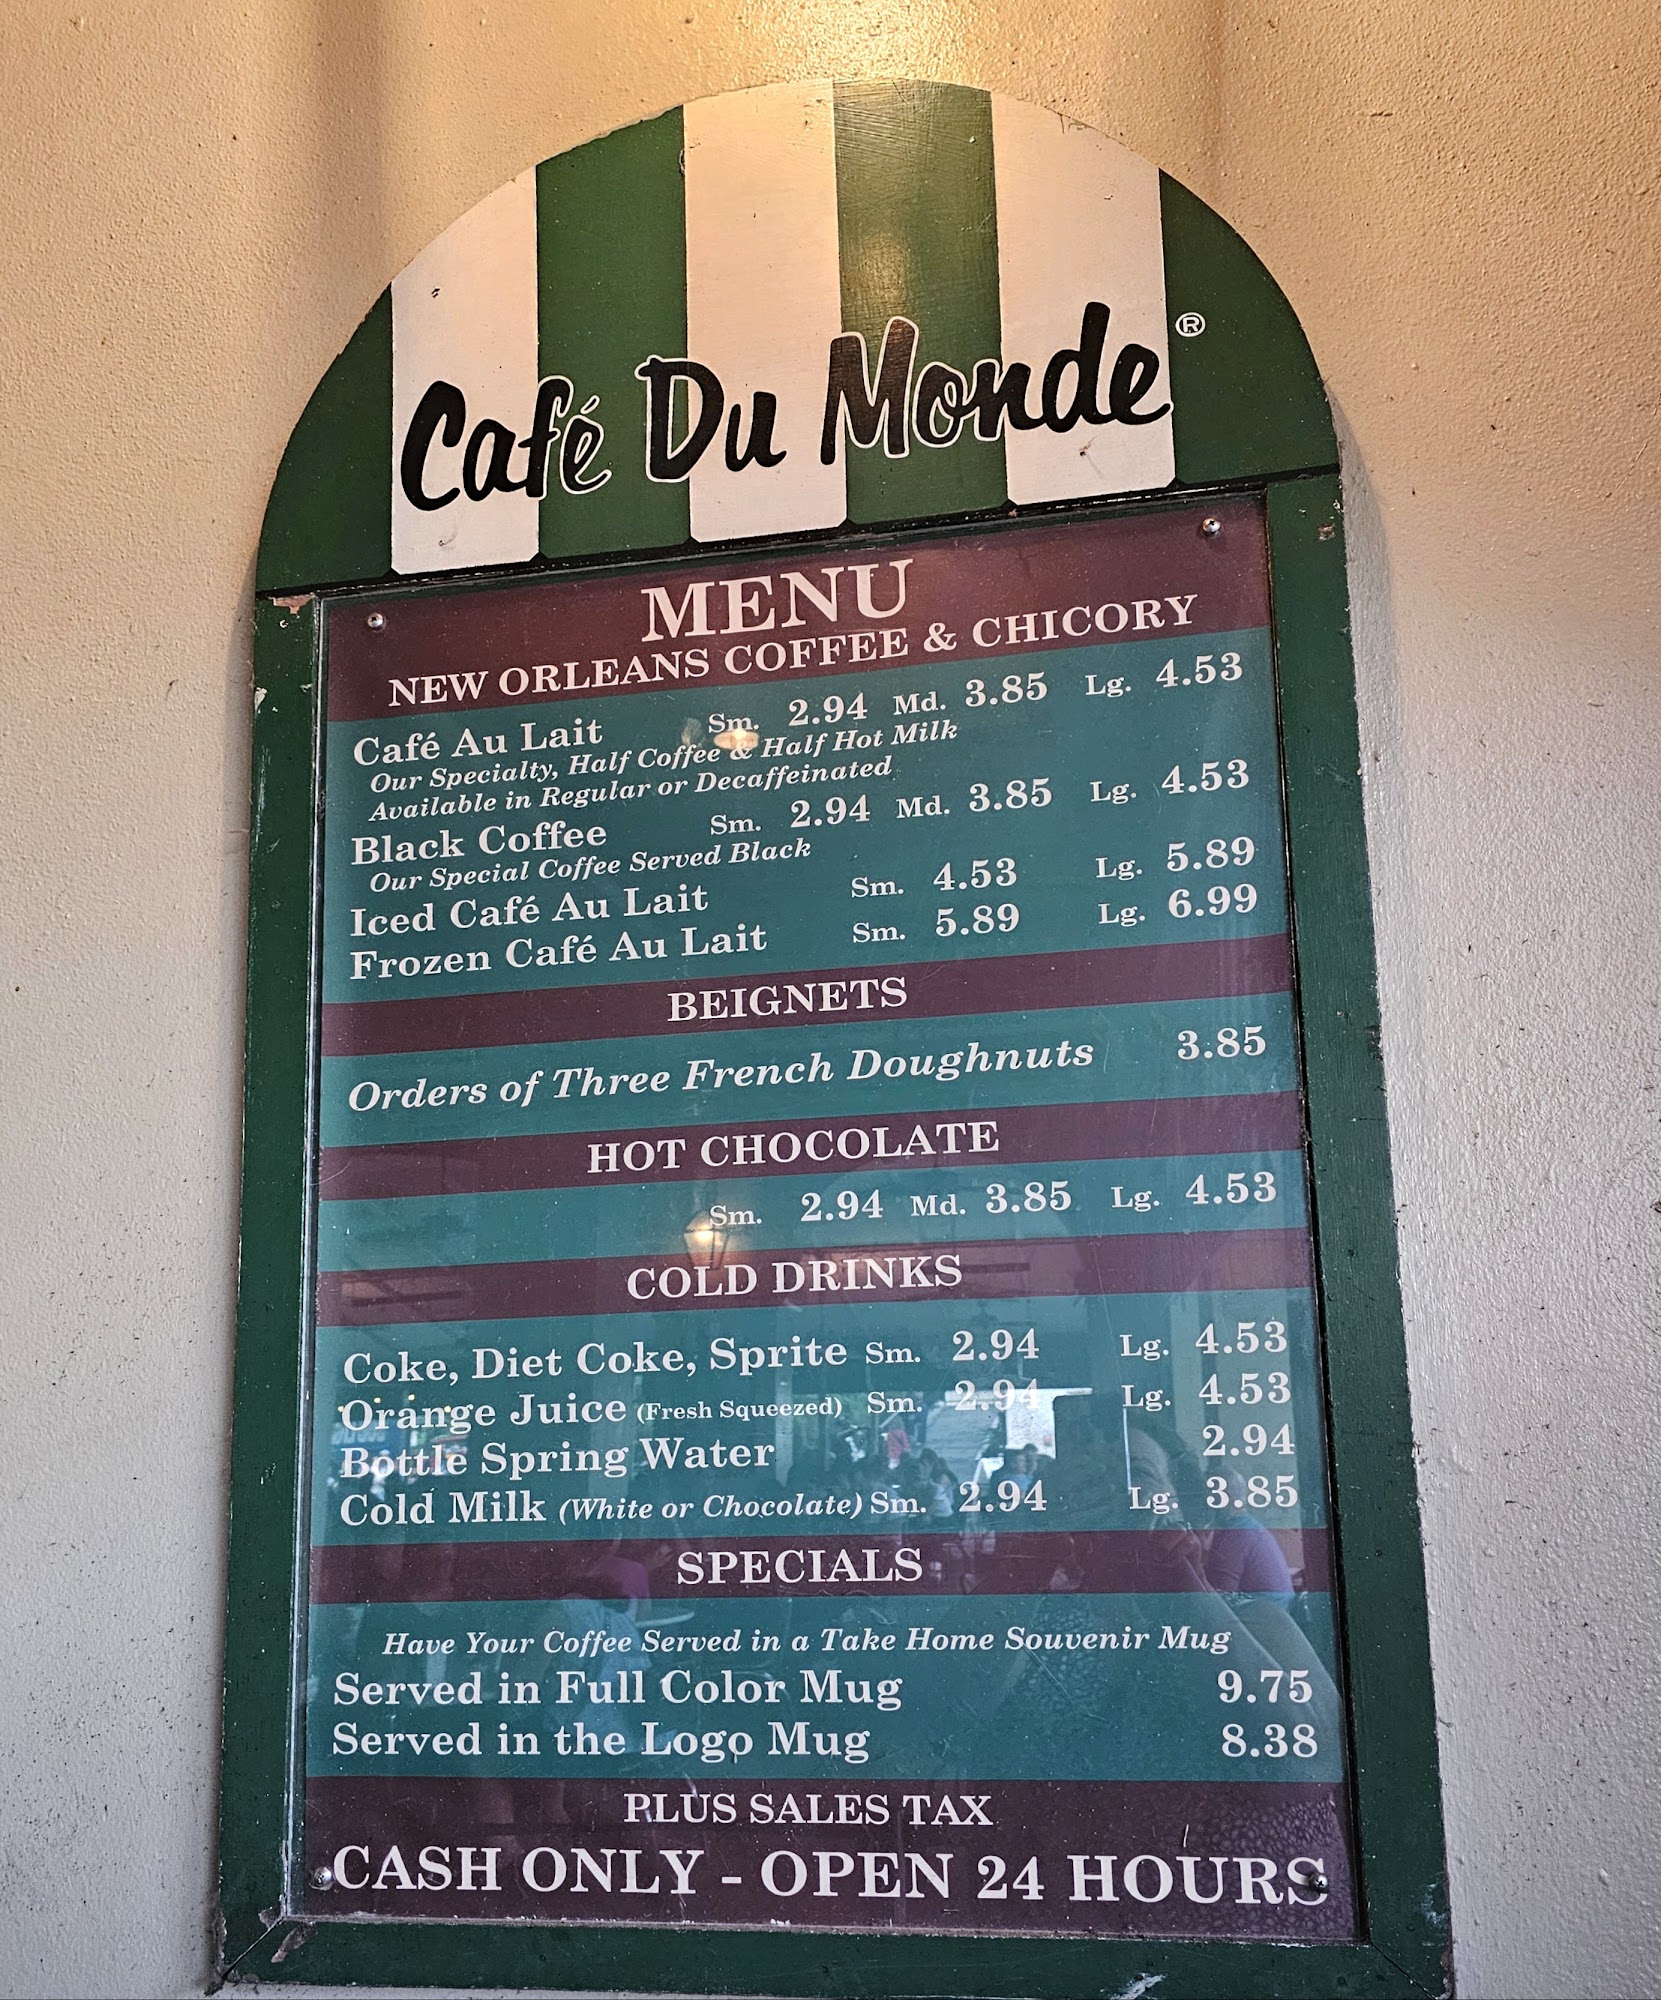 Café Du Monde®
MENU
NEW ORLEANS COFFEE & CHICORY
Café Au Lait Sm. 2.94 Md. 3.85 Lg. 4.53
Our Specialty, Half Coffee & Half Hot Milk
Available in Regular or Decaffeinated
Black Coffee Sm. 2.94 Md. 3.85 Lg. 4.53
Our Special Coffee Served Black
Iced Café Au Lait Sm. 4.53 Lg. 5.89
Frozen Café Au Lait Sm. 5.89 Lg. 6.99
BEIGNETS
Orders of Three French Doughnuts 3.85
HOT CHOCOLATE
Sm. 2.94 Md. 3.85 Lg. 4.53
COLD DRINKS
Coke, Diet Coke, Sprite Sm. 2.94 Lg. 4.53
Orange Juice (Fresh Squeezed) Sm. 2.94 Lg. 4.53
Bottle Spring Water 2.94
Cold Milk (White or Chocolate) Sm. 2.94 Lg. 3.85
SPECIALS
Have Your Coffee Served in a Take Home Souvenir Mug
Served in Full Color Mug 9.75
Served in the Logo Mug 8.38
PLUS SALES TAX
CASH ONLY - OPEN 24 HOURS